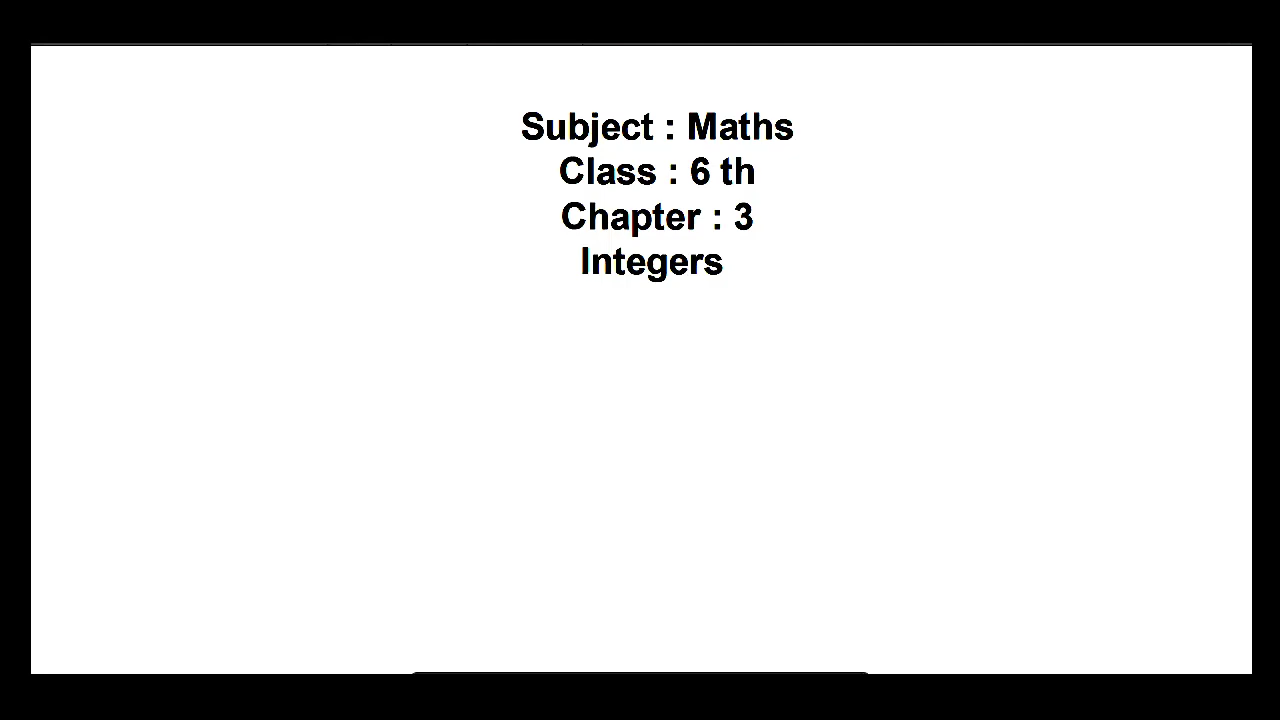 Subject : Maths
Class : 6 th
Chapter : 3
Integers